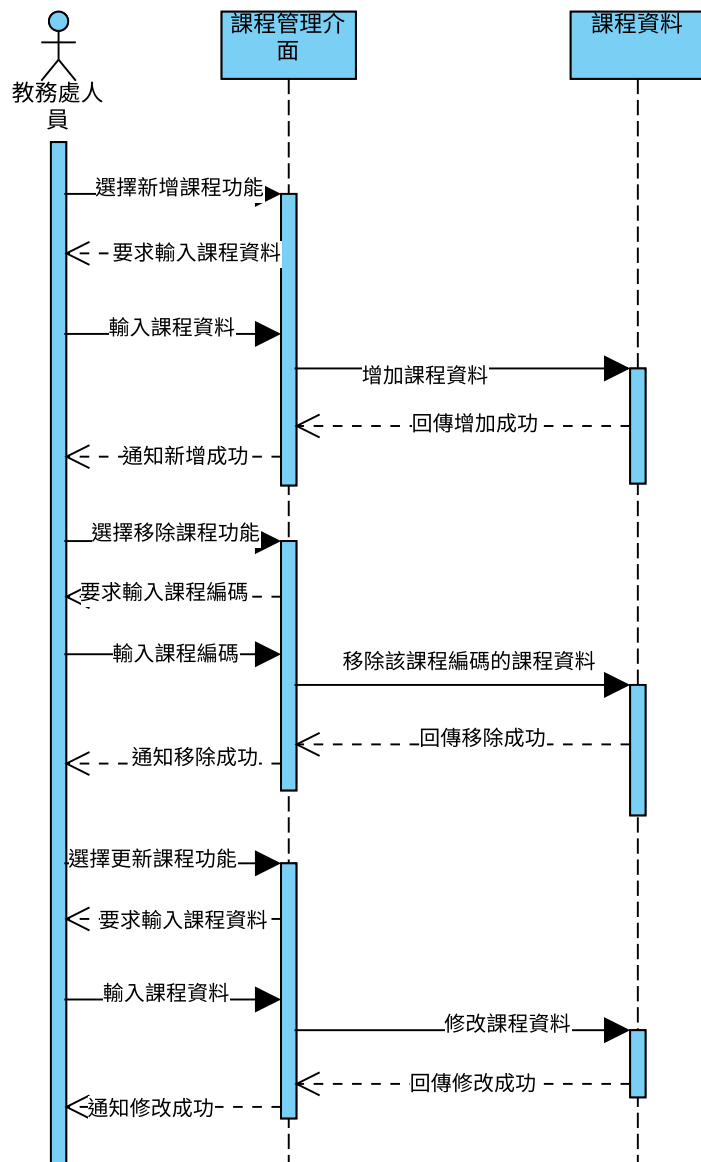 課程管理介
面
課程資料
教務處人
員
選擇新增課程功能
要求輸入課程資料
輸入課程資料
增加課程資料
回傳增加成功
通知新增成功
選擇移除課程功能
要求輸入課程編碼
輸入課程編碼
移除該課程編碼的課程資料
回傳移除成功
通知移除成功
選擇更新課程功能
要求輸入課程資料
輸入課程資料
修改課程資料
回傳修改成功
通知修改成功